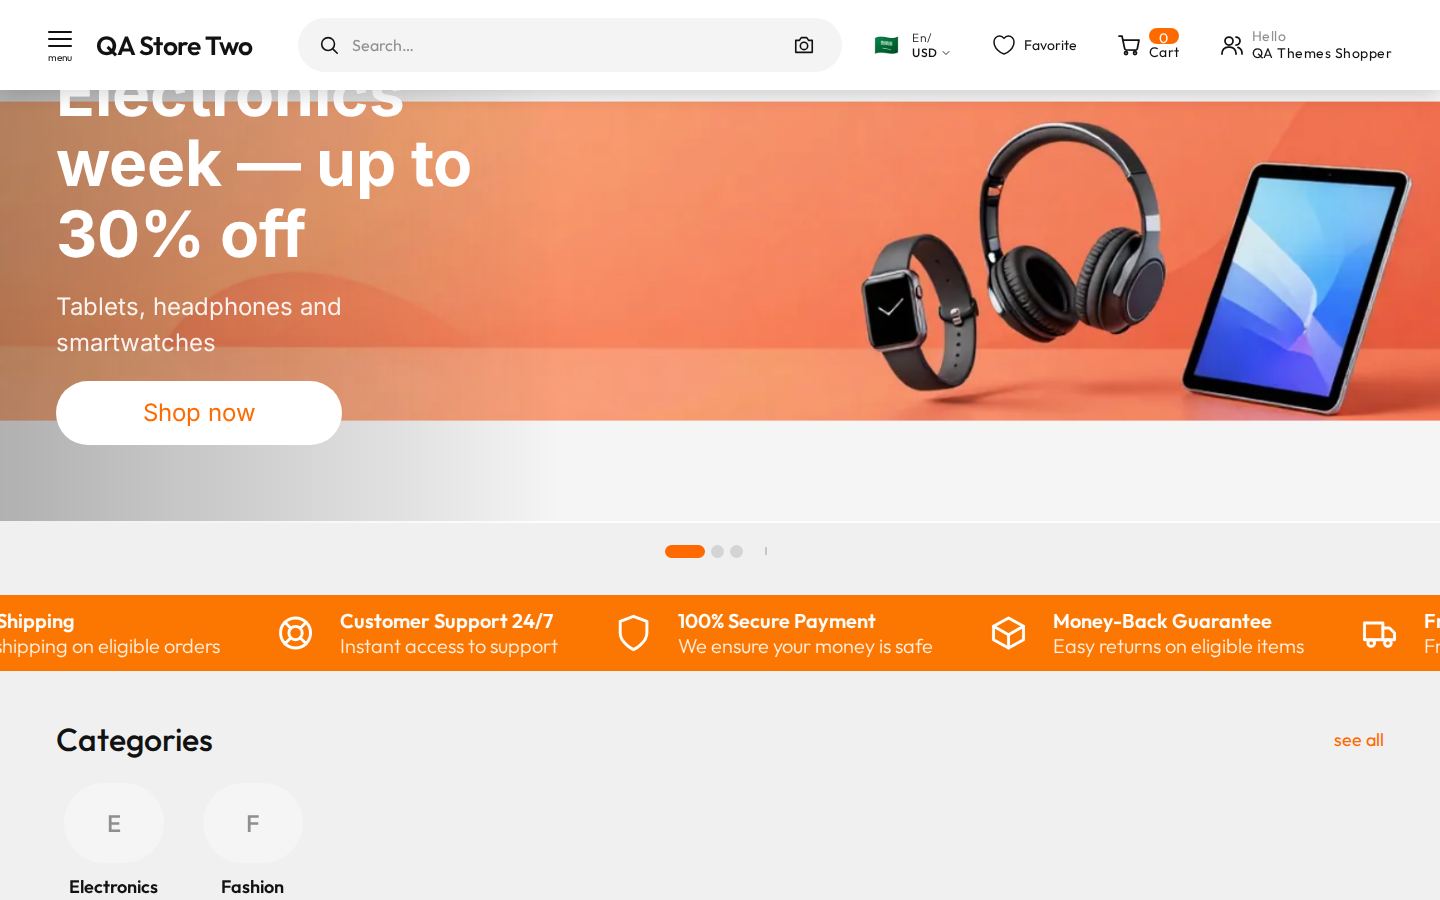 menu
QA Store Two
Search...
En/
USD
Favorite
0
Cart
Hello
QA Themes Shopper
Electronics
week — up to
30% off
Tablets, headphones and
smartwatches
Shop now
Shipping
shipping on eligible orders
Customer Support 24/7
Instant access to support
100% Secure Payment
We ensure your money is safe
Money-Back Guarantee
Easy returns on eligible items
Categories
see all
E
F
Electronics
Fashion